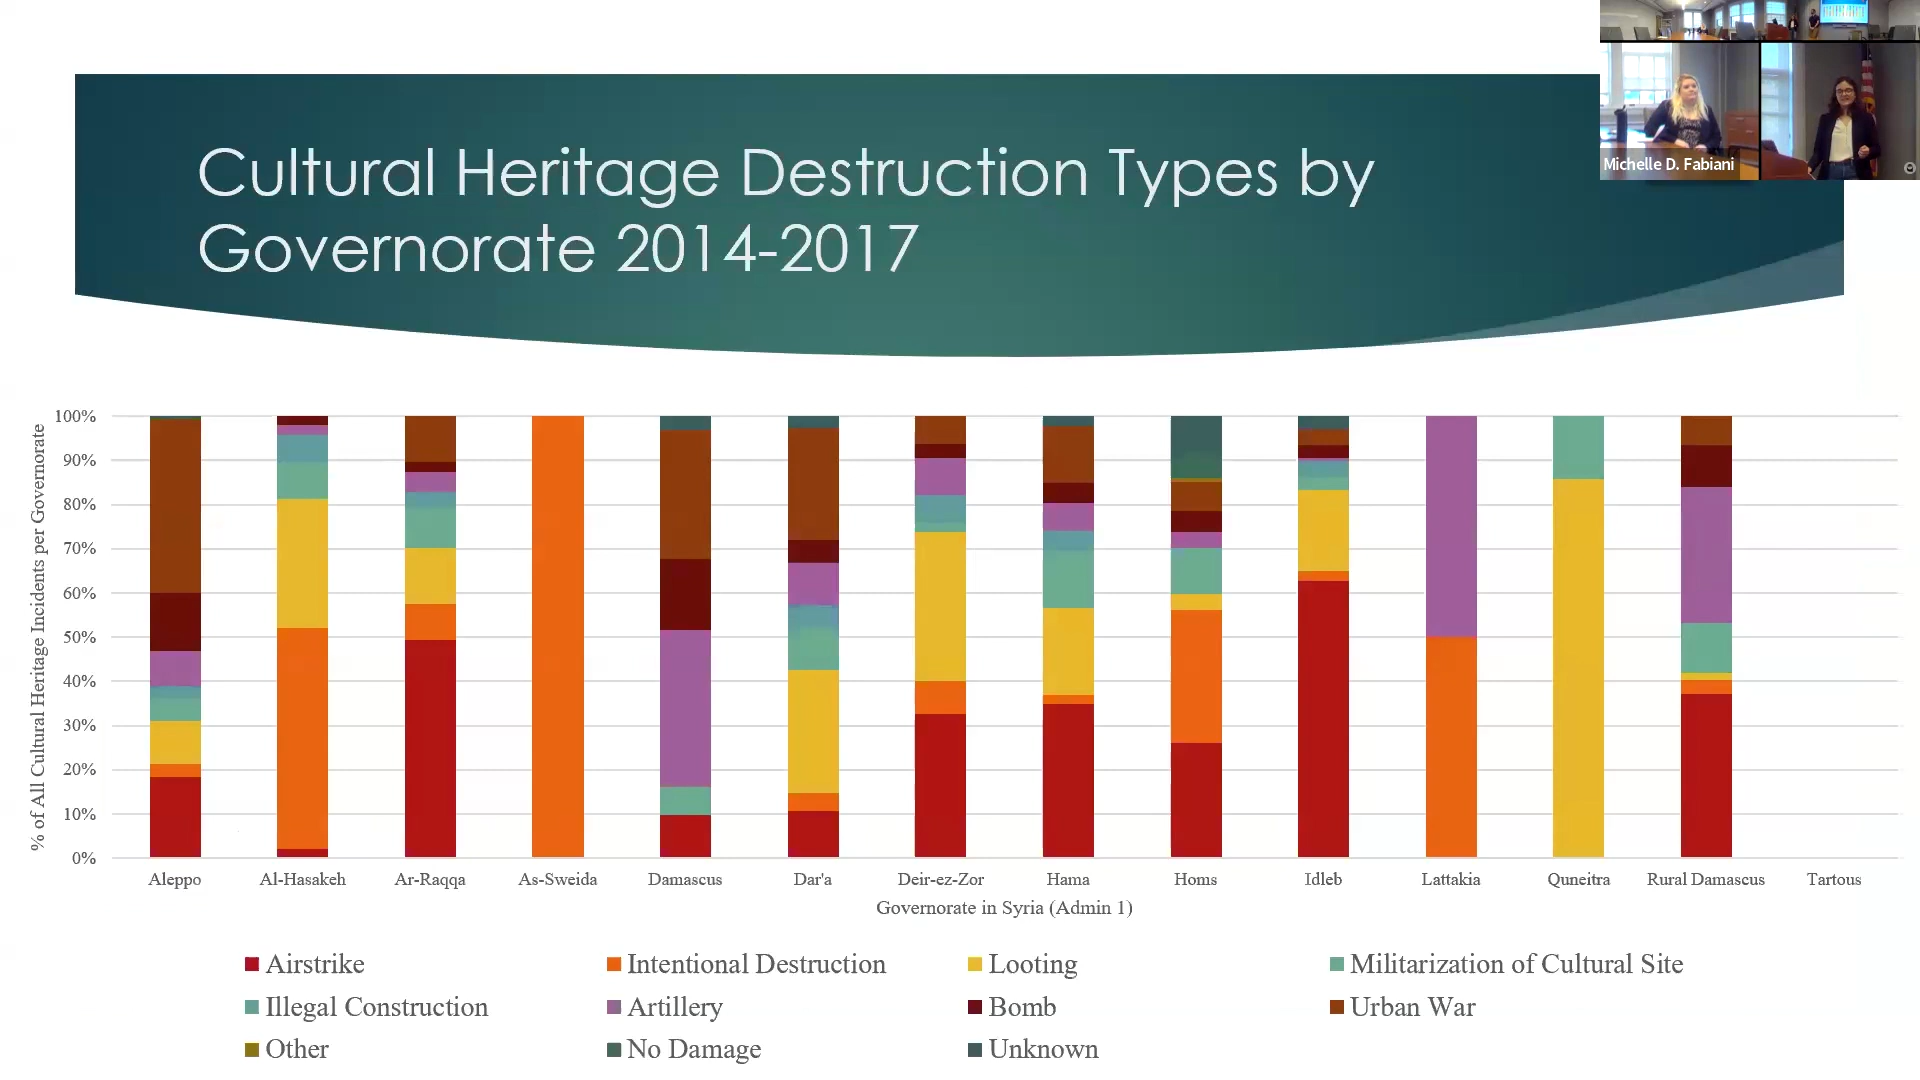 Cultural Heritage Destruction Types by
Governorate 2014-2017
Michelle D. Fabiani
% of All Cultural Heritage Incidents per Governorate
100%
90%
80%
70%
60%
50%
40%
30%
20%
10%
0%
Aleppo Al-Hasakeh Ar-Raqqa As-Sweida Damascus Dar'a Deir-ez-Zor Hama Homs Idleb Lattakia Quneitra Rural Damascus Tartous
Governorate in Syria (Admin 1)
Airstrike Intentional Destruction Looting Militarization of Cultural Site
Illegal Construction Artillery Bomb Urban War
Other No Damage Unknown